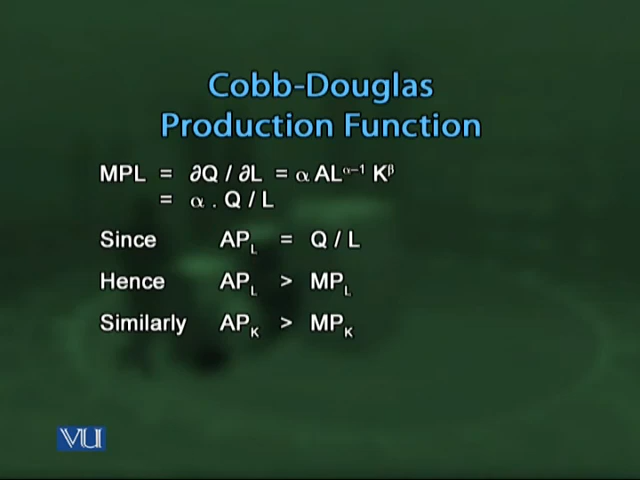 Cobb-Douglas
Production Function
MPL = ∂Q / ∂L = α AL^α−1 K^β
= α . Q / L
Since AP_L = Q / L
Hence AP_L > MP_L
Similarly AP_K > MP_K
VU